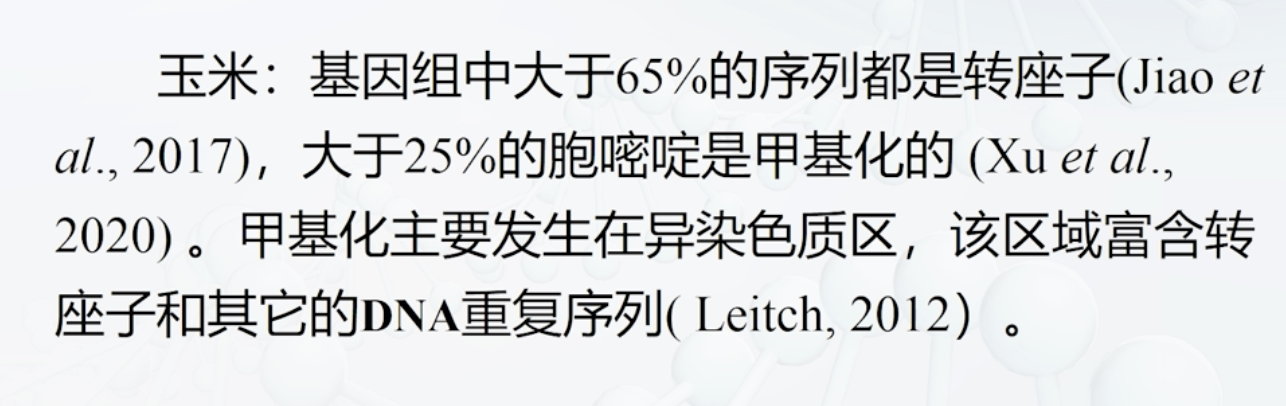 玉米：基因组中大于65%的序列都是转座子(Jiao et
al., 2017)，大于25%的胞嘧啶是甲基化的 (Xu et al.,
2020) 。甲基化主要发生在异染色质区，该区域富含转
座子和其它的DNA重复序列( Leitch, 2012）。